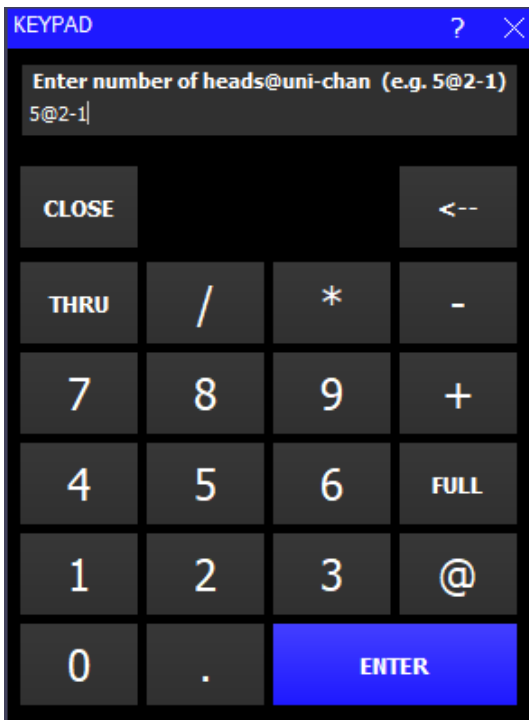 KEYPAD ? ×
Enter number of heads@uni-chan (e.g. 5@2-1)
5@2-1
CLOSE <--
THRU / * -
7 8 9 +
4 5 6 FULL
1 2 3 @
0 . ENTER